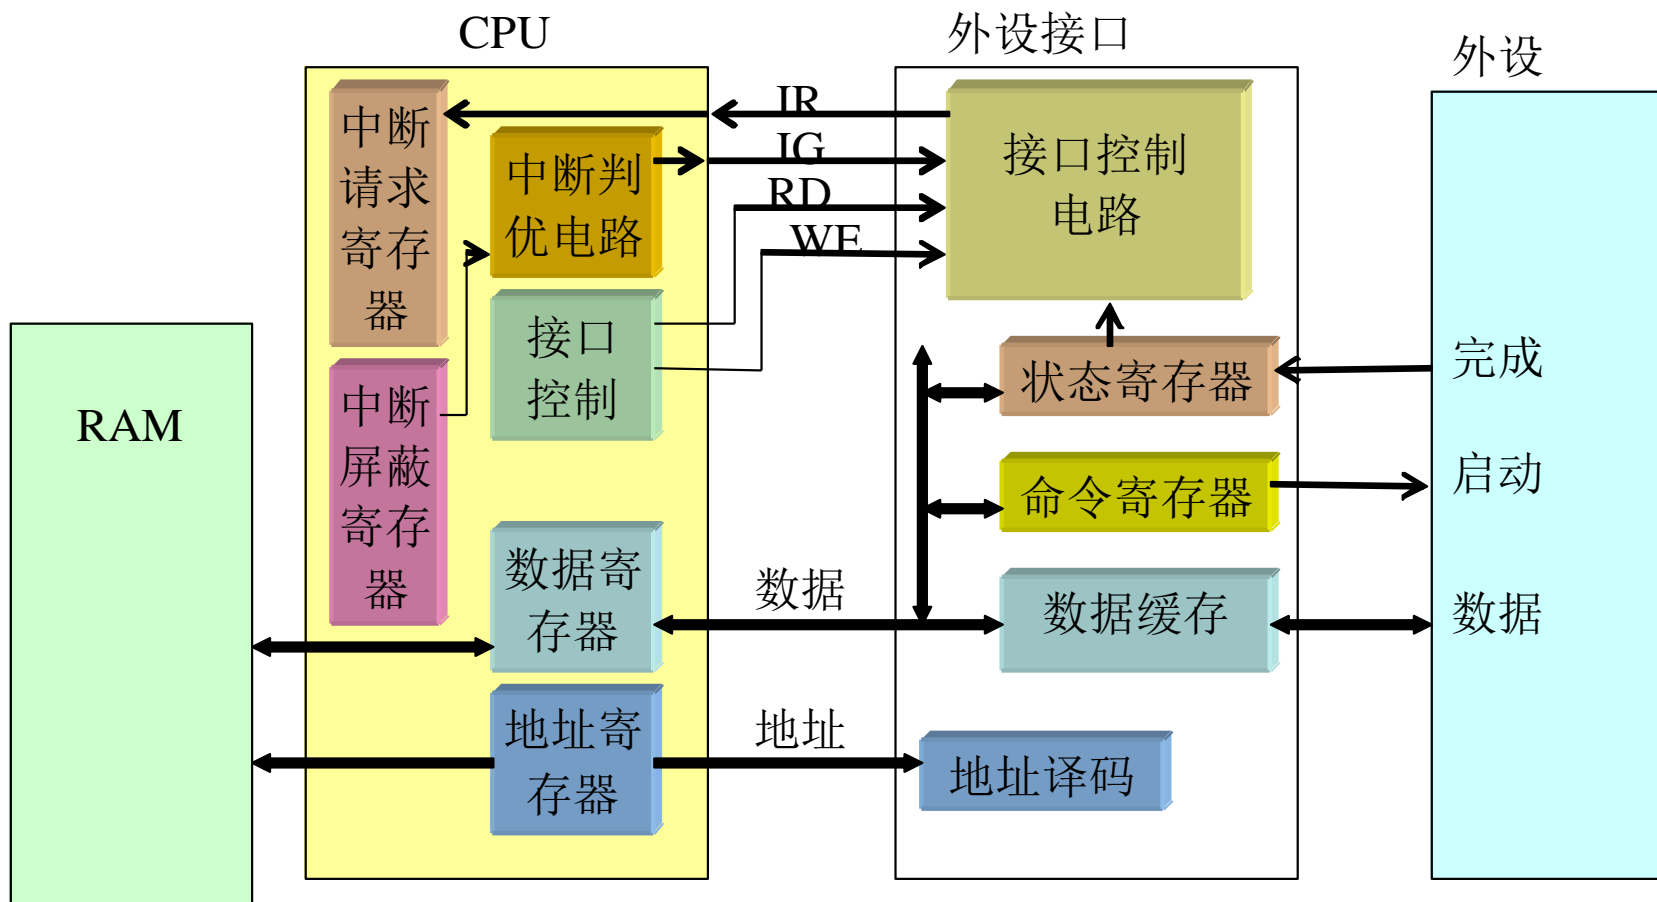 CPU
外设接口
外设
中断
请求
寄存
器
IR
IG
RD
WE
中断判
优电路
接口控制
电路
接口
控制
RAM
中断
屏蔽
寄存
器
状态寄存器
完成
命令寄存器
启动
数据寄
存器
数据
数据缓存
数据
地址寄
存器
地址
地址译码